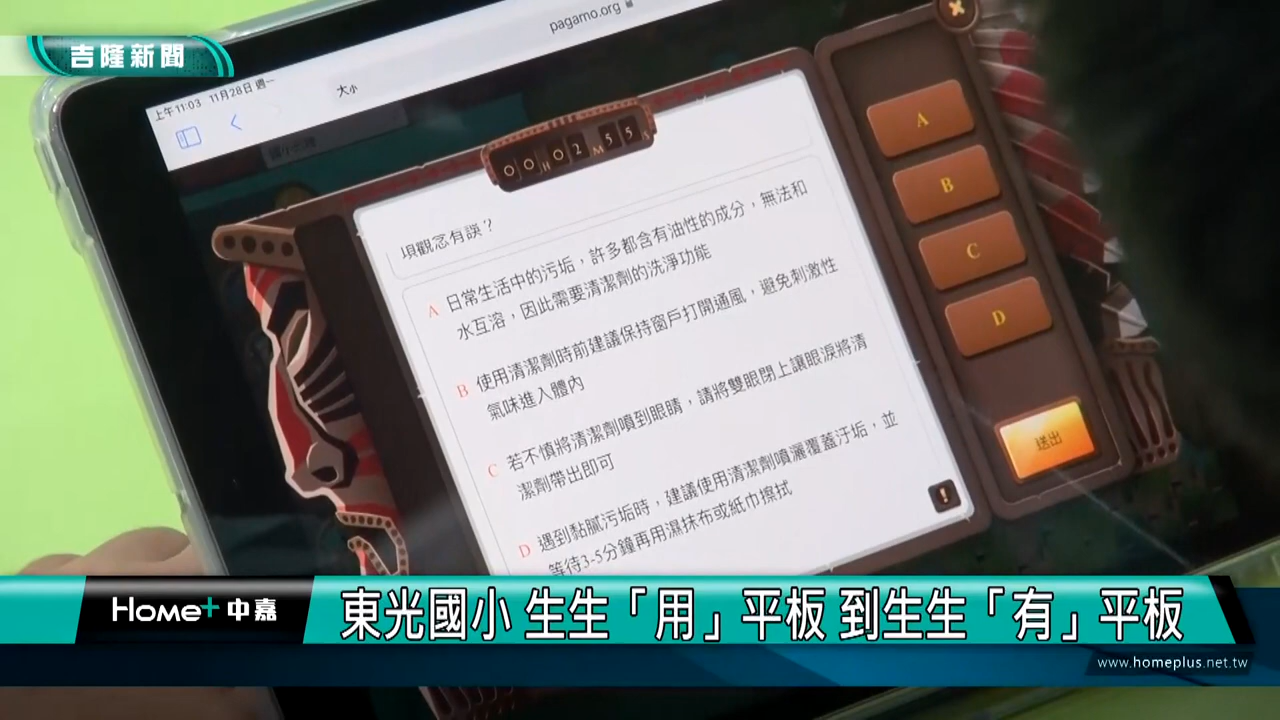 吉隆新聞
pagamo.org
上午11:03 11月28日 週一
大小
00H02M55S
項觀念有誤？
A 日常生活中的污垢，許多都含有油性的成分，無法和
水互溶，因此需要清潔劑的洗淨功能
B 使用清潔劑時前建議保持窗戶打開通風，避免刺激性
氣味進入體內
C 若不慎將清潔劑噴到眼睛，請將雙眼閉上讓眼淚將清
潔劑帶出即可
D 遇到黏膩污垢時，建議使用清潔劑噴灑覆蓋汙垢，並
等待3-5分鐘再用濕抹布或紙巾擦拭
A
B
C
D
送出
Home+中嘉
東光國小 生生「用」平板 到生生「有」平板
www.homeplus.net.tw